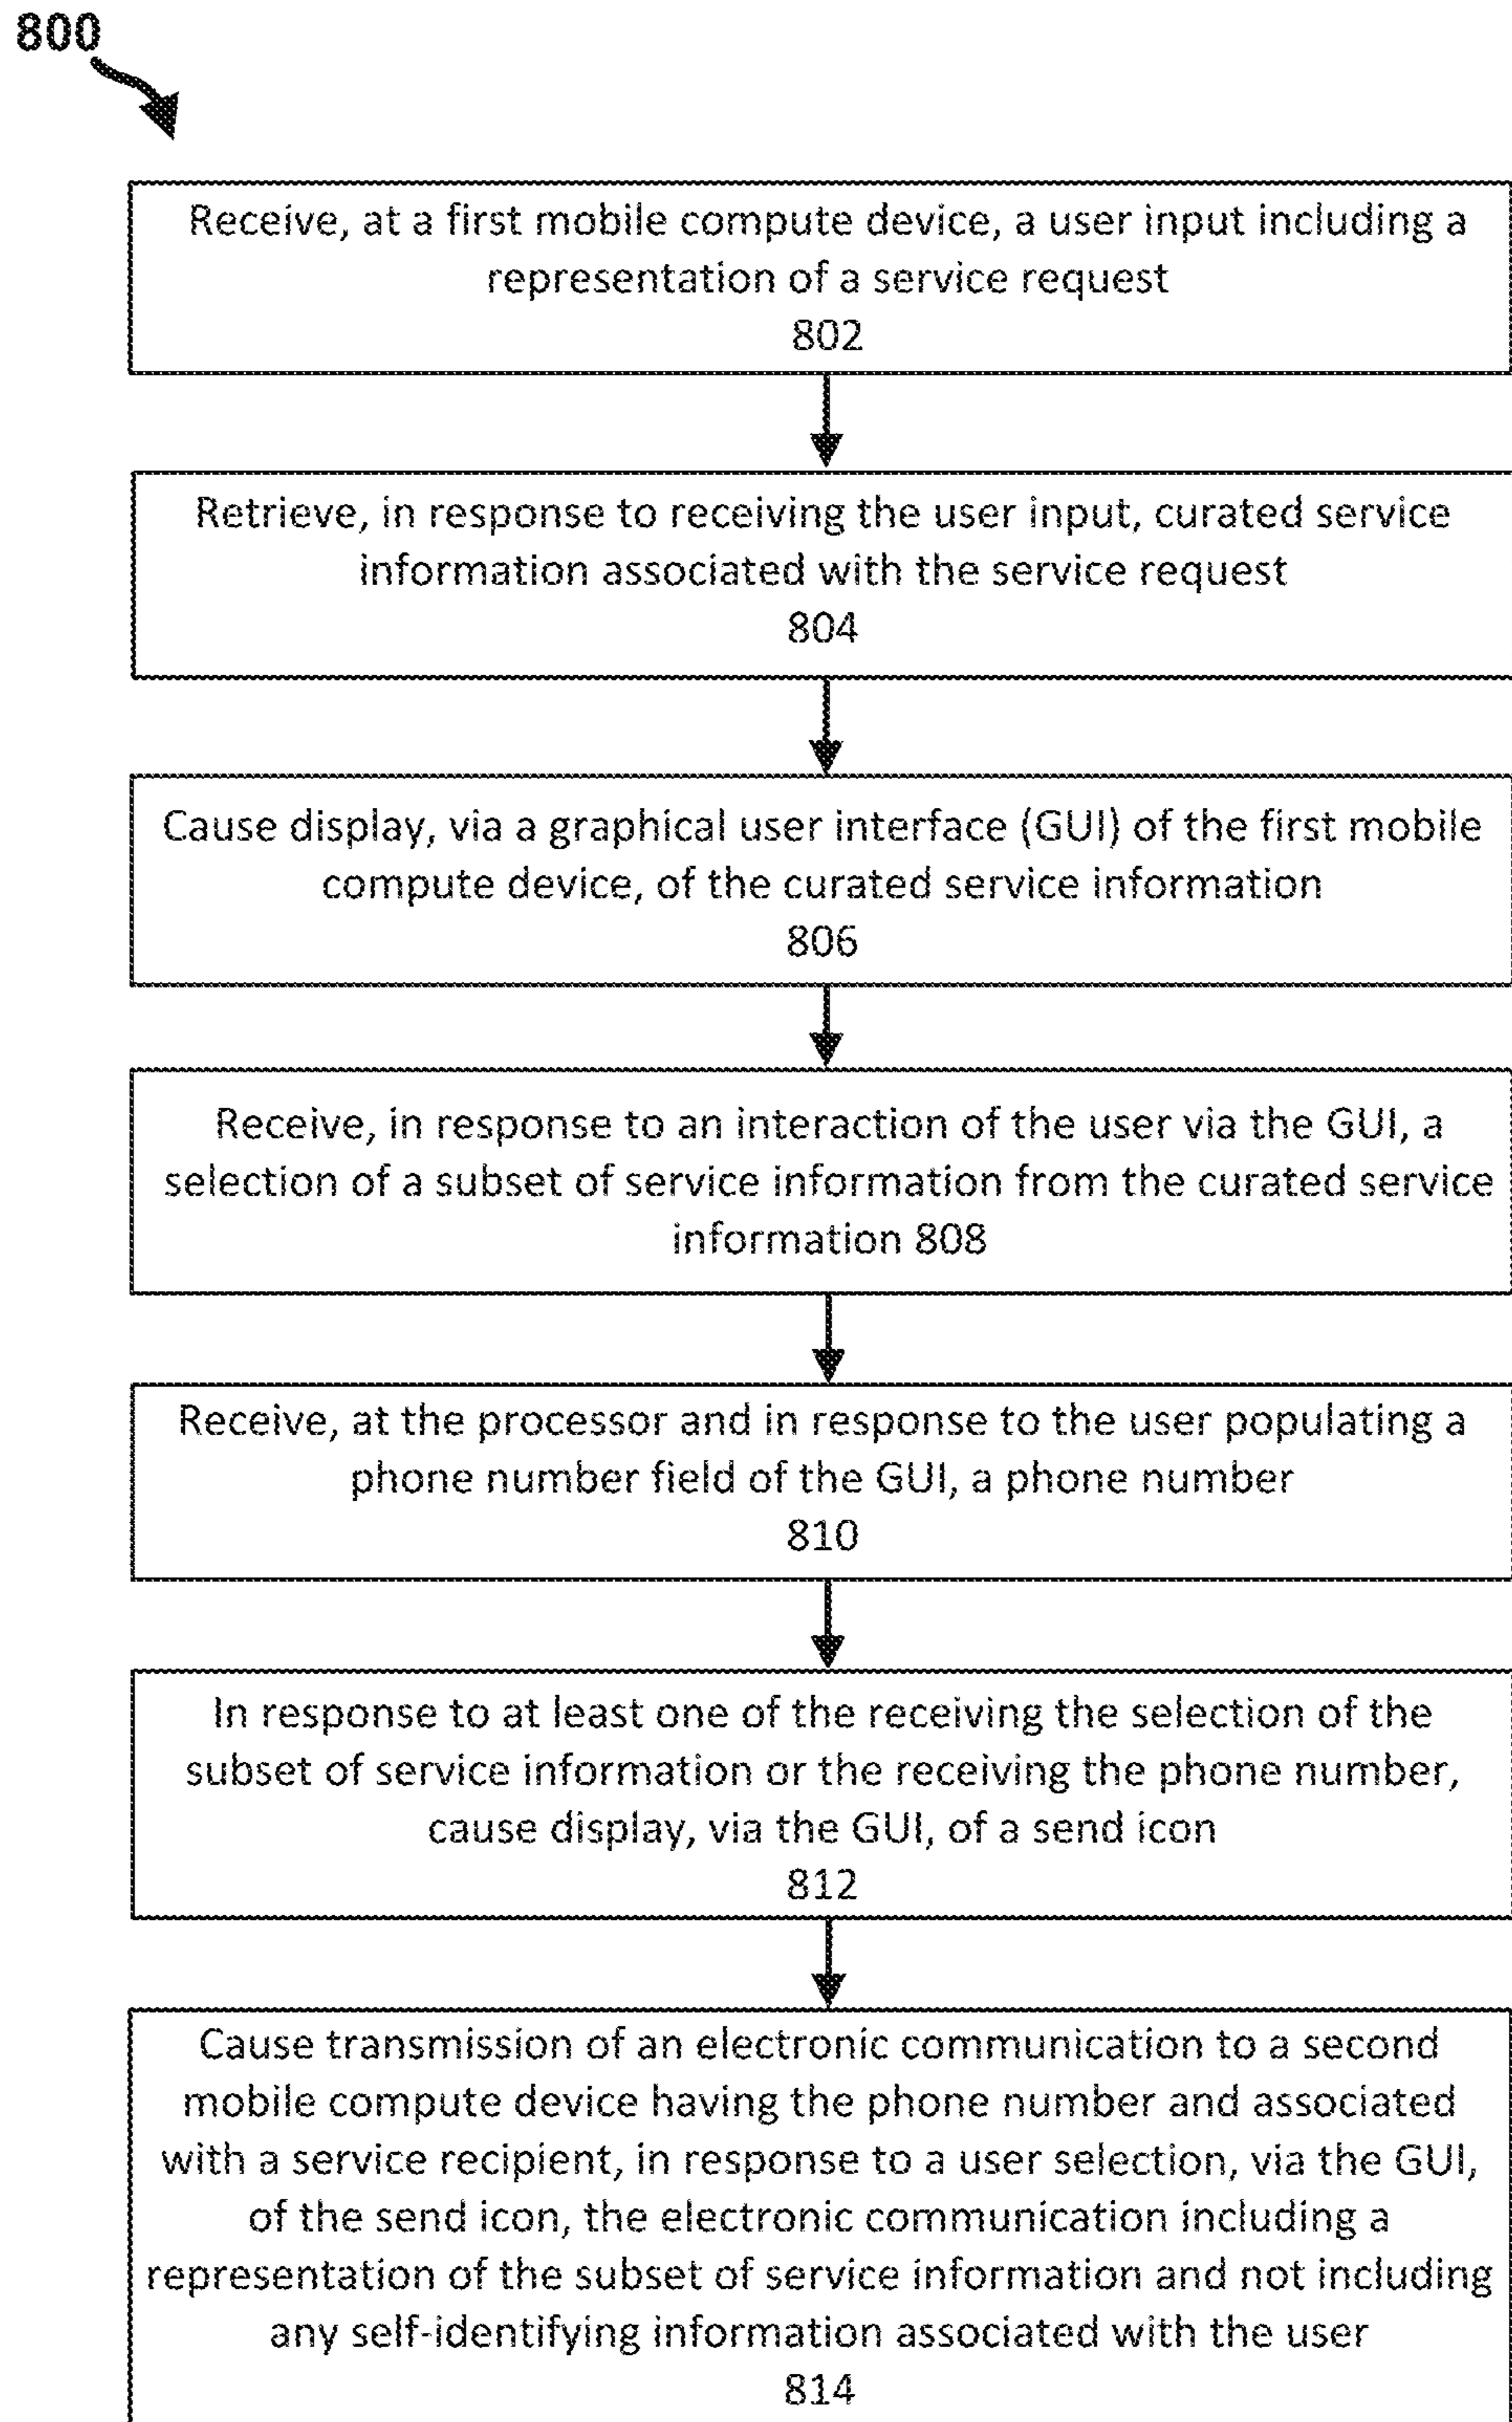 800
Receive, at a first mobile compute device, a user input including a
representation of a service request
802
Retrieve, in response to receiving the user input, curated service
information associated with the service request
804
Cause display, via a graphical user interface (GUI) of the first mobile
compute device, of the curated service information
806
Receive, in response to an interaction of the user via the GUI, a
selection of a subset of service information from the curated service
information 808
Receive, at the processor and in response to the user populating a
phone number field of the GUI, a phone number
810
In response to at least one of the receiving the selection of the
subset of service information or the receiving the phone number,
cause display, via the GUI, of a send icon
812
Cause transmission of an electronic communication to a second
mobile compute device having the phone number and associated
with a service recipient, in response to a user selection, via the GUI,
of the send icon, the electronic communication including a
representation of the subset of service information and not including
any self-identifying information associated with the user
814